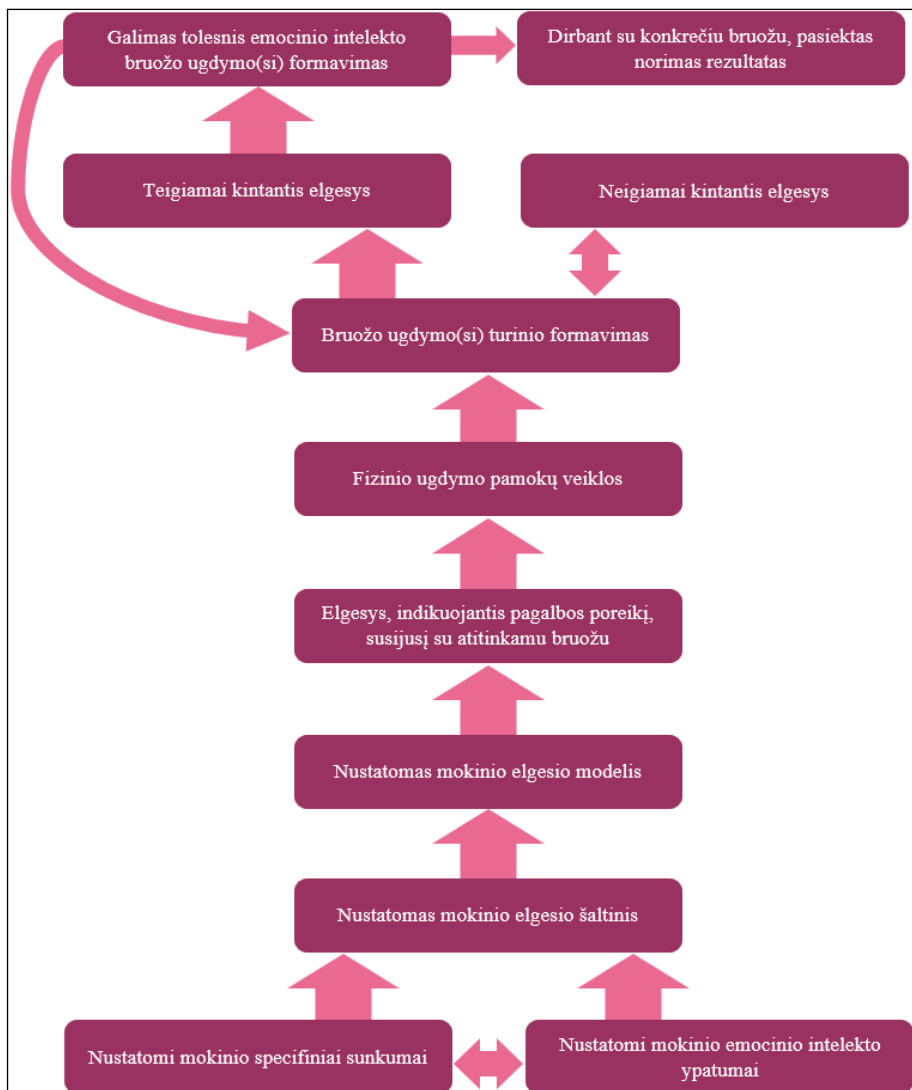 Galimas tolesnis emocinio intelekto
bruožo ugdymo(si) formavimas
Dirbant su konkrečiu bruožu, pasiektas
norimas rezultatas
Teigiamai kintantis elgesys
Neigiamai kintantis elgesys
Bruožo ugdymo(si) turinio formavimas
Fizinio ugdymo pamokų veiklos
Elgesys, indikuojantis pagalbos poreikį,
susijusį su atitinkamu bruožu
Nustatomas mokinio elgesio modelis
Nustatomas mokinio elgesio šaltinis
Nustatomi mokinio specifiniai sunkumai
Nustatomi mokinio emocinio intelekto
ypatumai